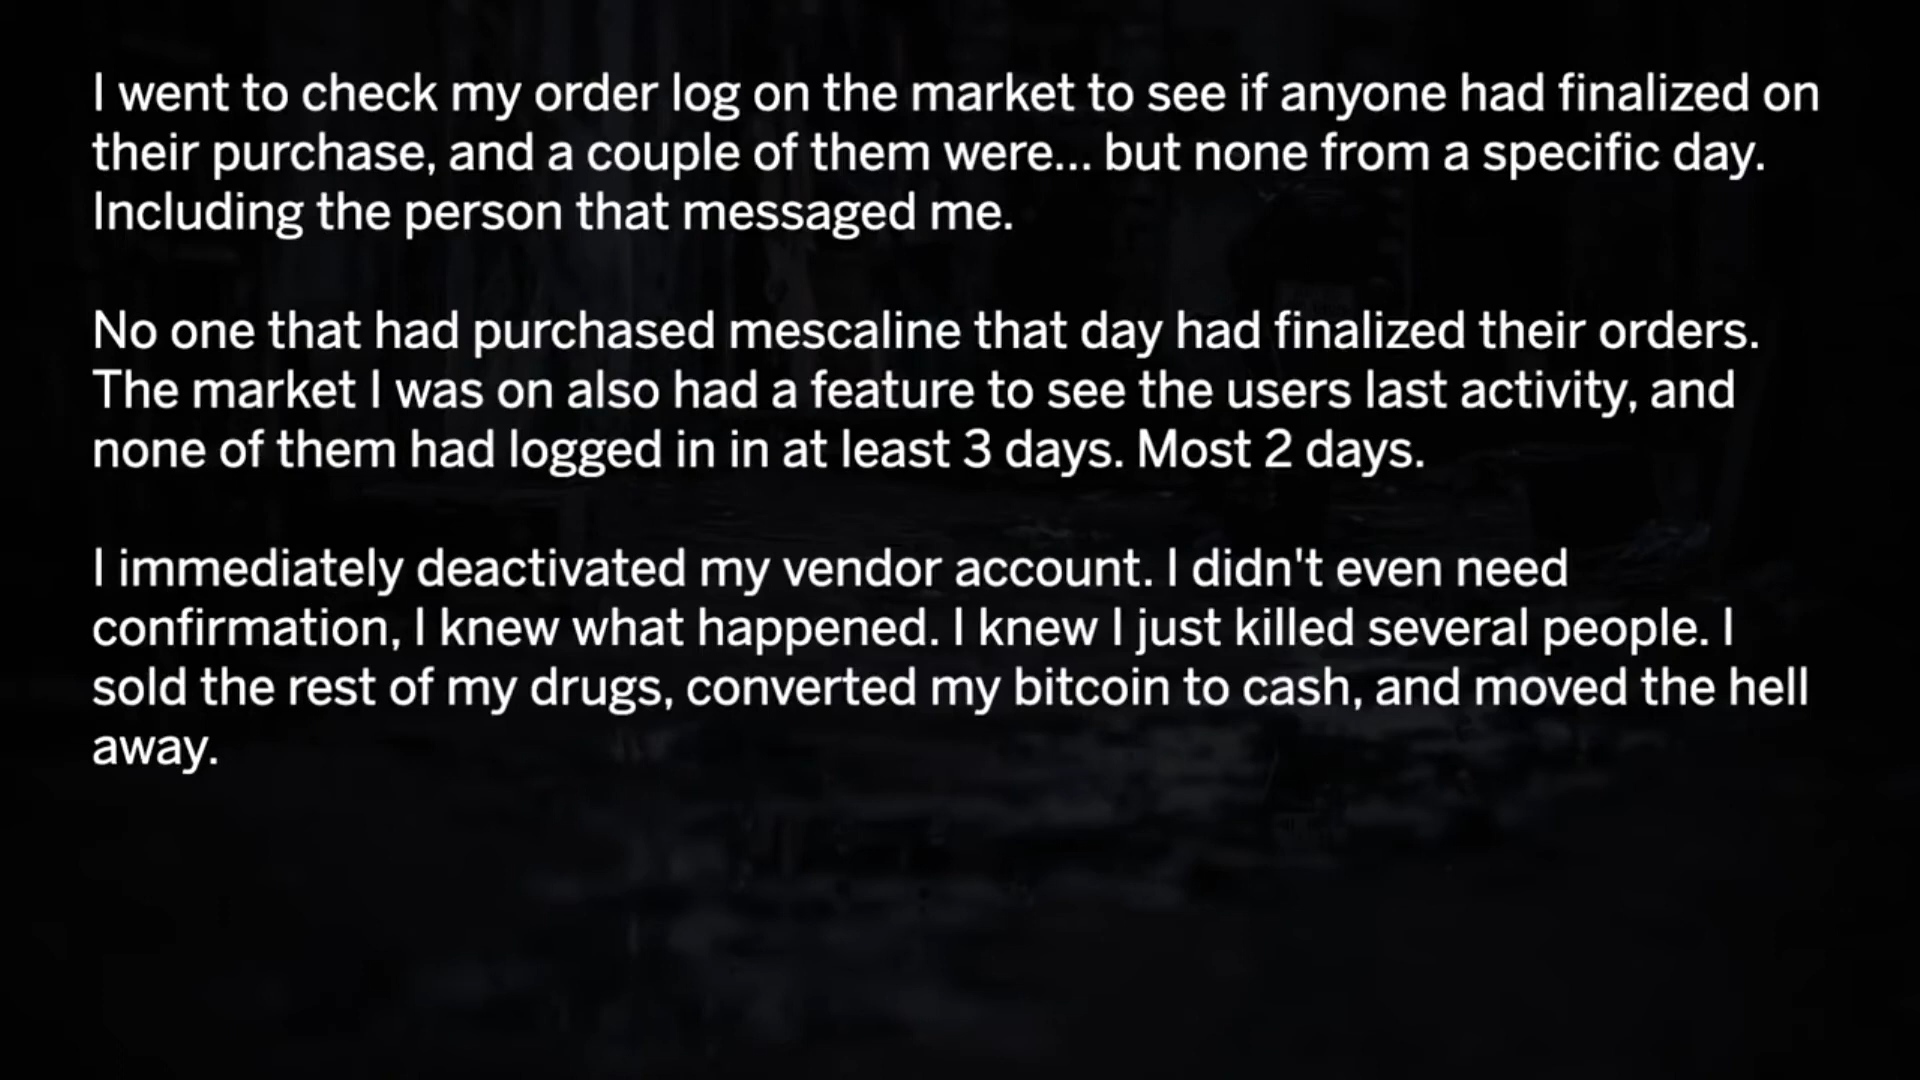 I went to check my order log on the market to see if anyone had finalized on
their purchase, and a couple of them were... but none from a specific day.
Including the person that messaged me.
No one that had purchased mescaline that day had finalized their orders.
The market I was on also had a feature to see the users last activity, and
none of them had logged in in at least 3 days. Most 2 days.
I immediately deactivated my vendor account. I didn't even need
confirmation, I knew what happened. I knew I just killed several people. I
sold the rest of my drugs, converted my bitcoin to cash, and moved the hell
away.